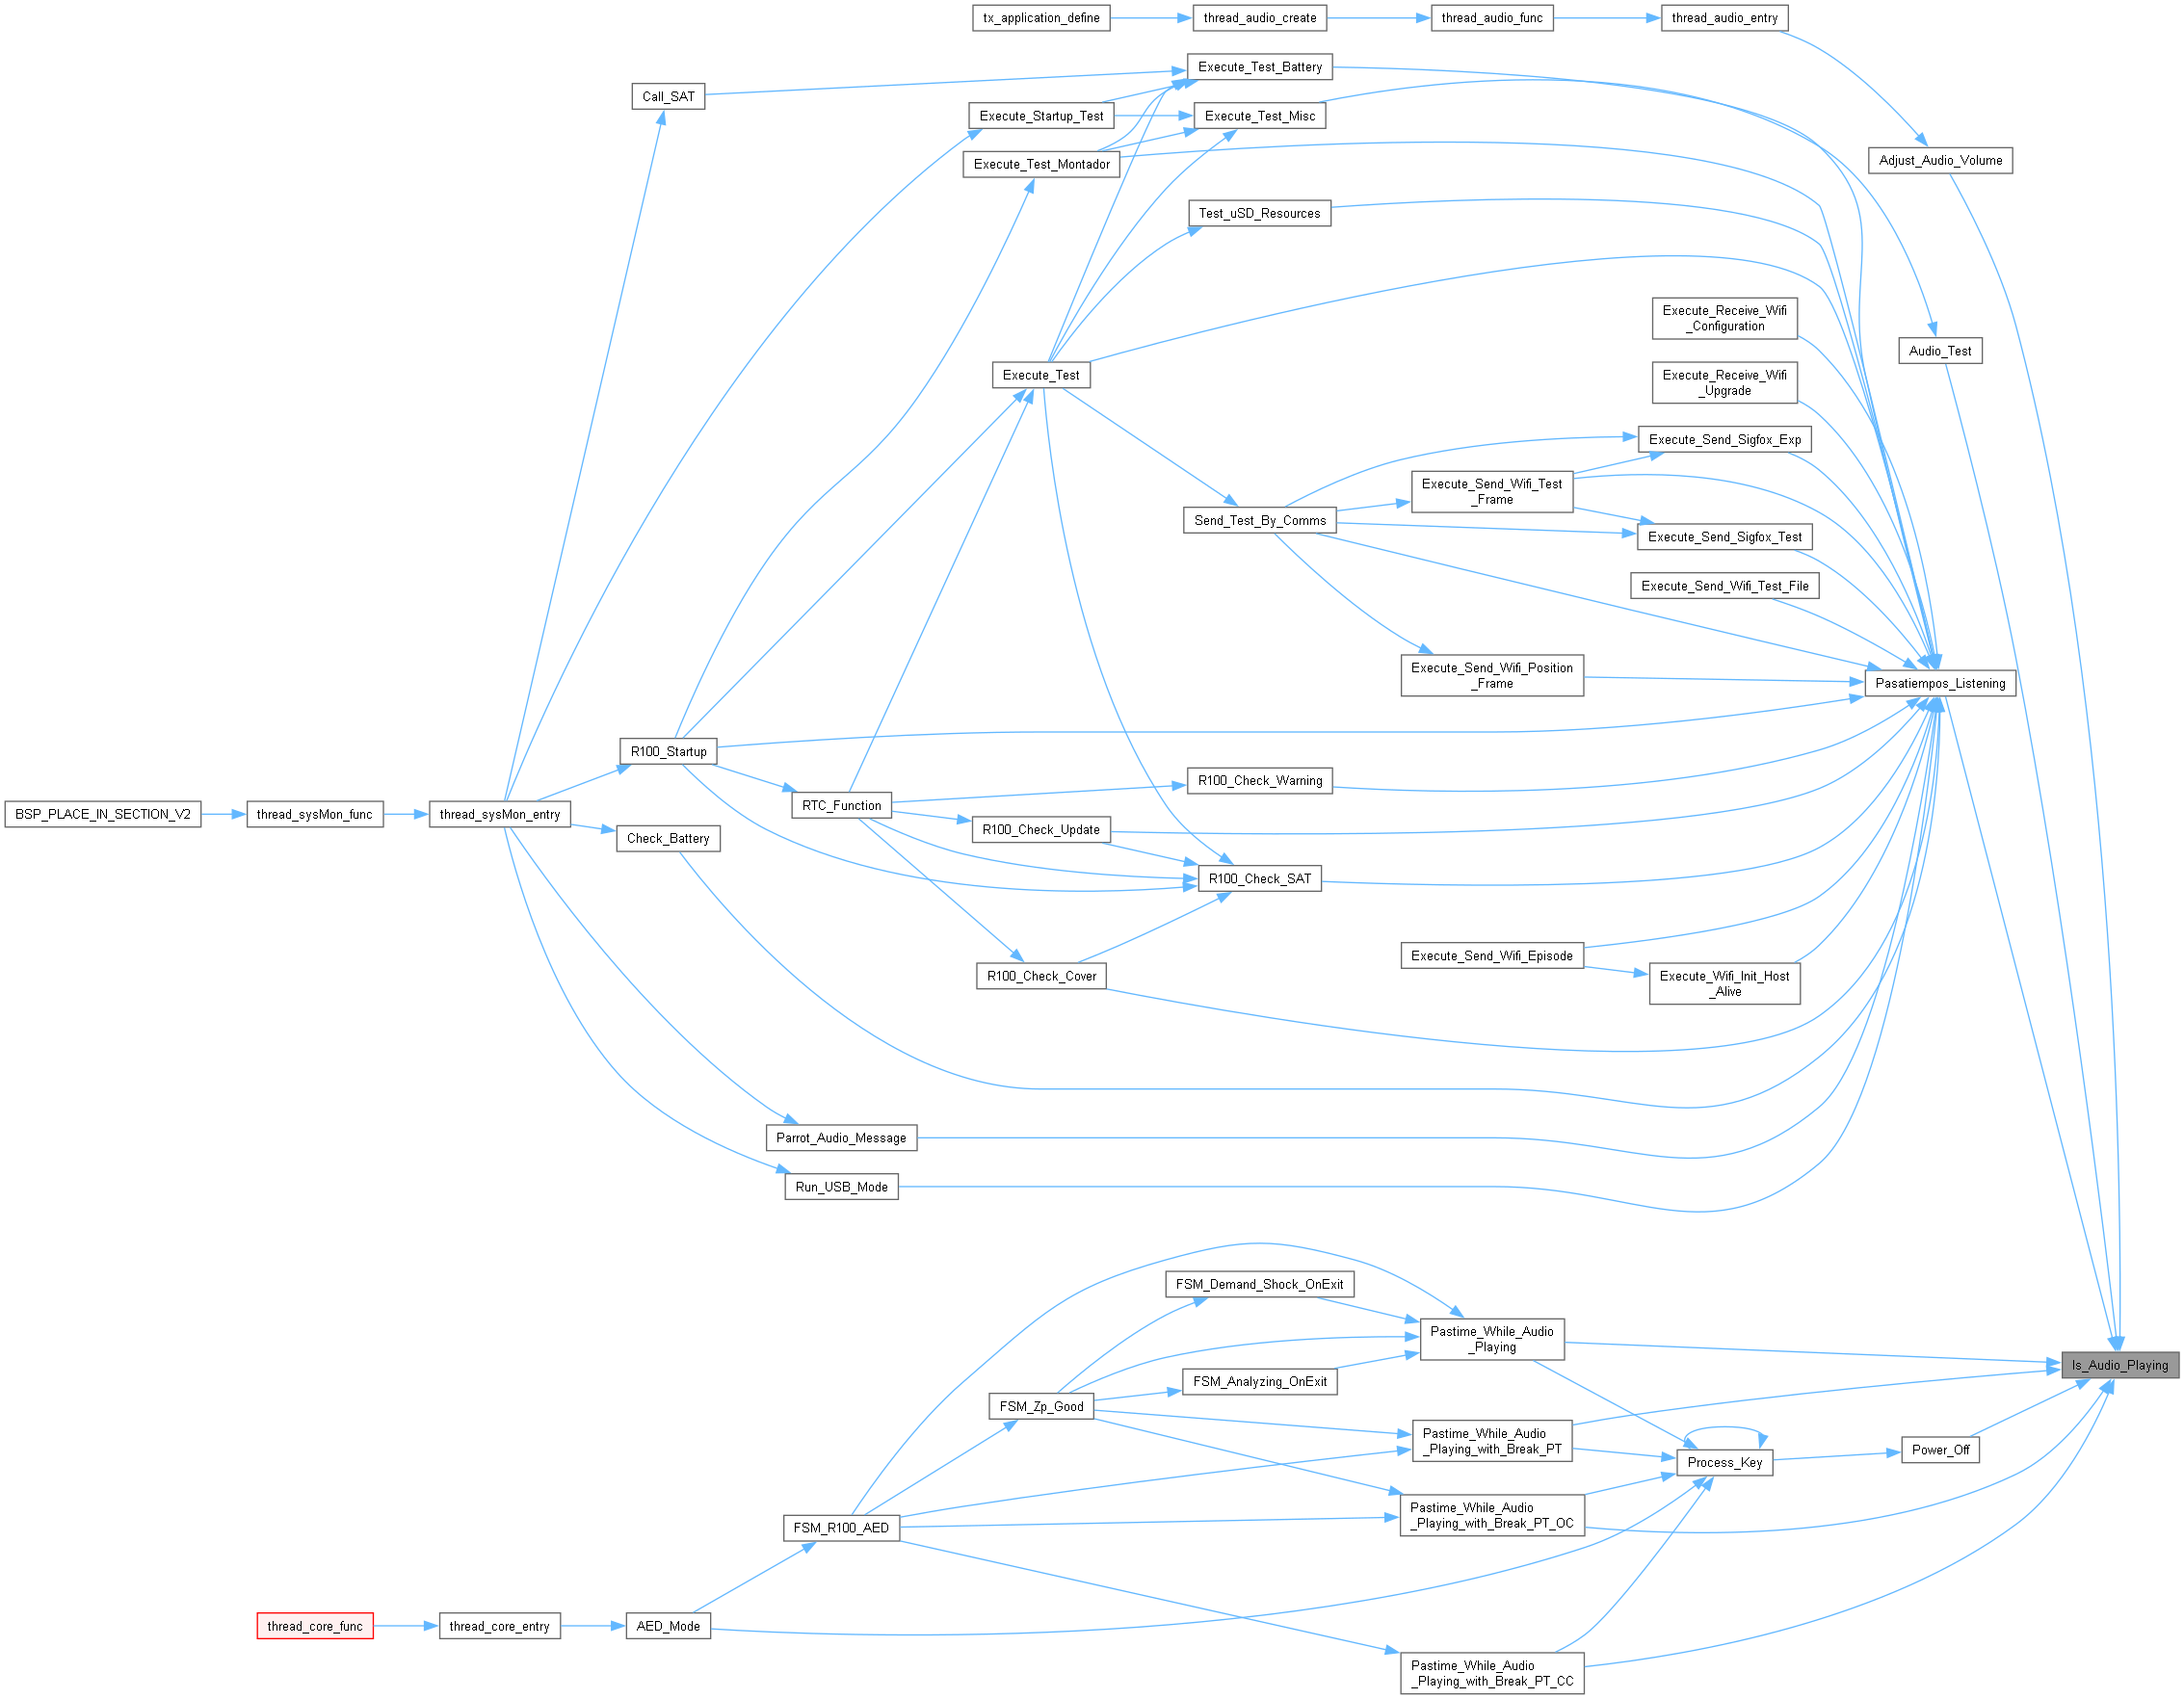 tx_application_define
thread_audio_create
thread_audio_func
thread_audio_entry
Execute_Test_Battery
Call_SAT
Execute_Startup_Test
Execute_Test_Misc
Execute_Test_Montador
Adjust_Audio_Volume
Test_uSD_Resources
Execute_Receive_Wifi
_Configuration
Audio_Test
Execute_Test
Execute_Receive_Wifi
_Upgrade
Execute_Send_Sigfox_Exp
Execute_Send_Wifi_Test
_Frame
Send_Test_By_Comms
Execute_Send_Sigfox_Test
Execute_Send_Wifi_Test_File
Execute_Send_Wifi_Position
_Frame
Pasatiempos_Listening
R100_Startup
R100_Check_Warning
RTC_Function
BSP_PLACE_IN_SECTION_V2
thread_sysMon_func
thread_sysMon_entry
Check_Battery
R100_Check_Update
R100_Check_SAT
Execute_Send_Wifi_Episode
R100_Check_Cover
Execute_Wifi_Init_Host
_Alive
Parrot_Audio_Message
Run_USB_Mode
FSM_Demand_Shock_OnExit
Pastime_While_Audio
_Playing
Is_Audio_Playing
FSM_Analyzing_OnExit
FSM_Zp_Good
Pastime_While_Audio
_Playing_with_Break_PT
Power_Off
Process_Key
Pastime_While_Audio
_Playing_with_Break_PT_OC
FSM_R100_AED
thread_core_func
thread_core_entry
AED_Mode
Pastime_While_Audio
_Playing_with_Break_PT_CC